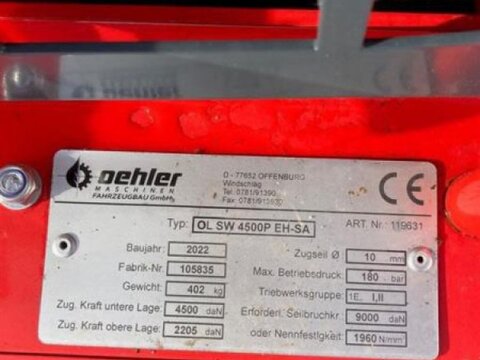 oehler
MASCHINEN
FAHRZEUGBAU GmbH
D - 77652 OFFENBURG
Windschläg
Tel. 0781/91390
Fax 0781/913920
CE
Typ: OL SW 4500P EH-SA
ART. Nr.: 119631
Baujahr: 2022
Fabrik-Nr. 105835
Gewicht: 402 kg
Zug. Kraft untere Lage: 4500 daN
Zug. Kraft obere Lage: 2205 daN
Zugseil Ø 10 mm
Max. Betriebsdruck: 180 bar
Triebwerksgruppe: 1E, I,II
Erforderl. Seilbruchkr. 9000 daN
oder Nennfestigkeit: 1960 N/mm